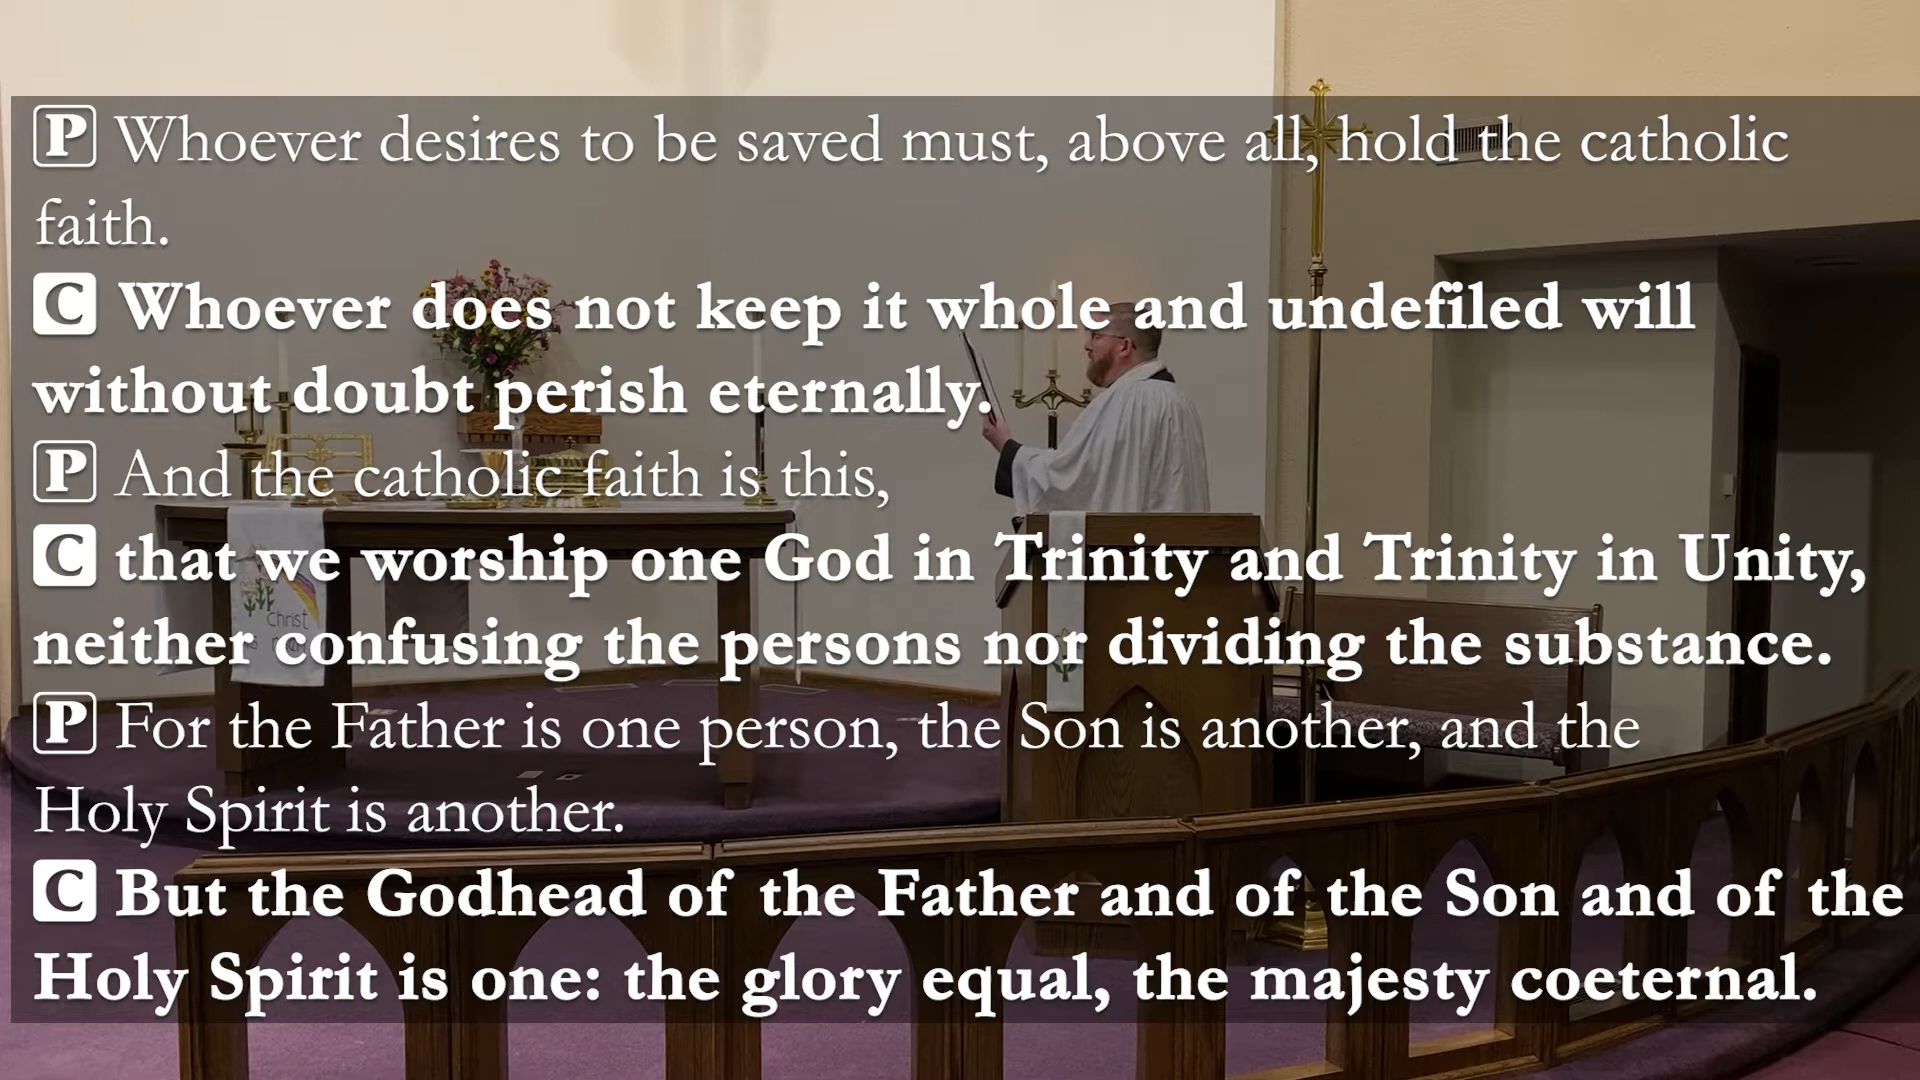 P Whoever desires to be saved must, above all, hold the catholic
faith.
C Whoever does not keep it whole and undefiled will
without doubt perish eternally.
P And the catholic faith is this,
C that we worship one God in Trinity and Trinity in Unity,
neither confusing the persons nor dividing the substance.
P For the Father is one person, the Son is another, and the
Holy Spirit is another.
C But the Godhead of the Father and of the Son and of the
Holy Spirit is one: the glory equal, the majesty coeternal.
Christ